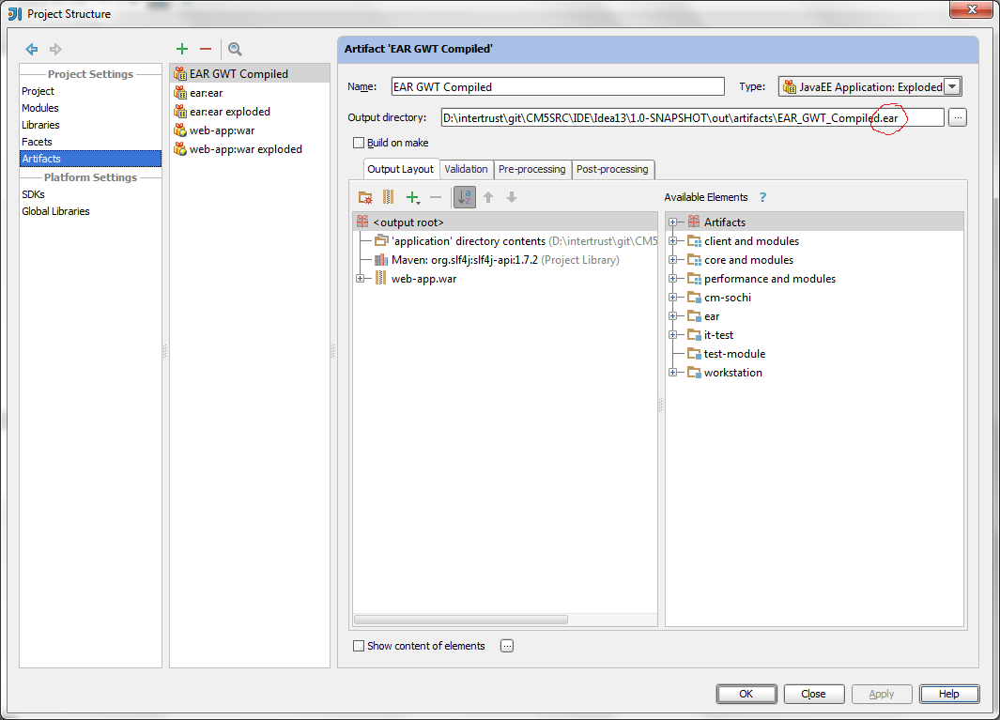 Project Structure
Project Settings
Project
Modules
Libraries
Facets
Artifacts
Platform Settings
SDKs
Global Libraries
EAR GWT Compiled
ear:ear
ear:ear exploded
web-app:war
web-app:war exploded
Artifact 'EAR GWT Compiled'
Name: EAR GWT Compiled Type: JavaEE Application: Exploded
Output directory: D:\intertrust\git\CM5SRC\IDE\Idea13\1.0-SNAPSHOT\out\artifacts\EAR_GWT_Compiled.ear ...
Build on make
Output Layout Validation Pre-processing Post-processing
Available Elements ?
<output root>
'application' directory contents (D:\intertrust\git\CM5
Maven: org.slf4j:slf4j-api:1.7.2 (Project Library)
web-app.war
Artifacts
client and modules
core and modules
performance and modules
cm-sochi
ear
it-test
test-module
workstation
Show content of elements ...
OK Close Apply Help